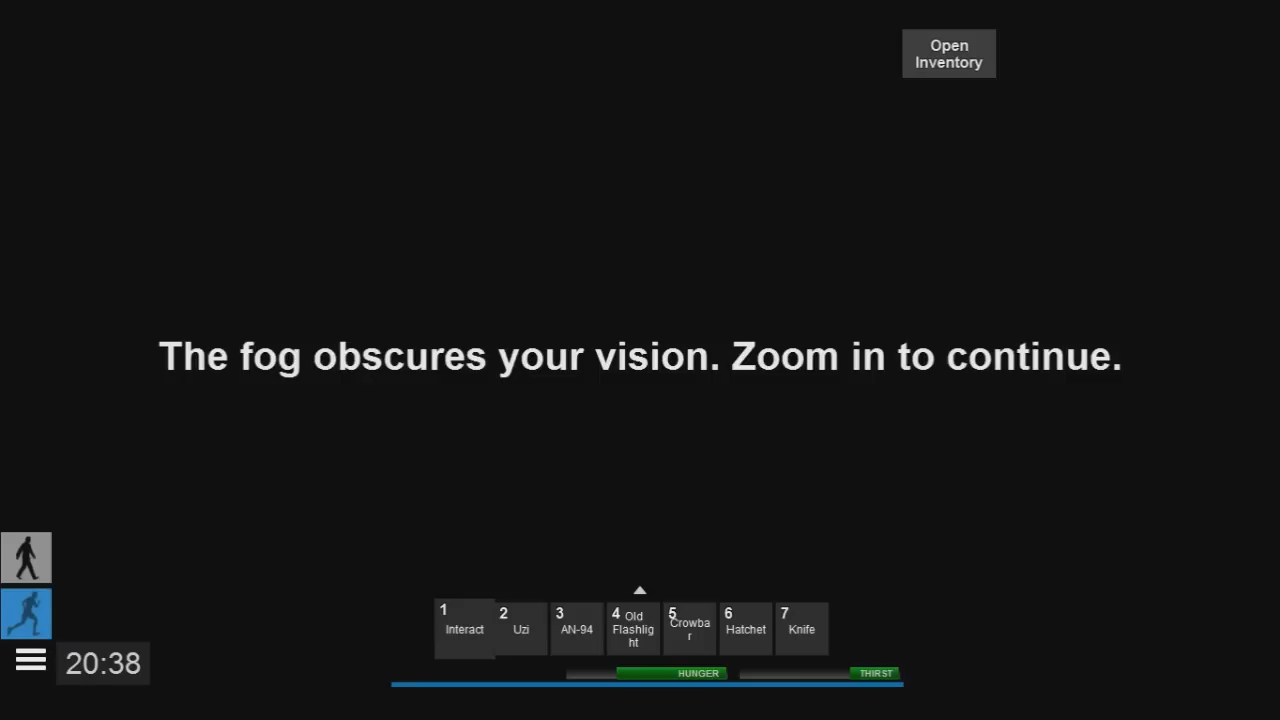 Open
Inventory
The fog obscures your vision. Zoom in to continue.
1
Interact
2
Uzi
3
AN-94
4
Old
Flashlig
ht
5
Crowba
r
6
Hatchet
7
Knife
20:38
HUNGER
THIRST